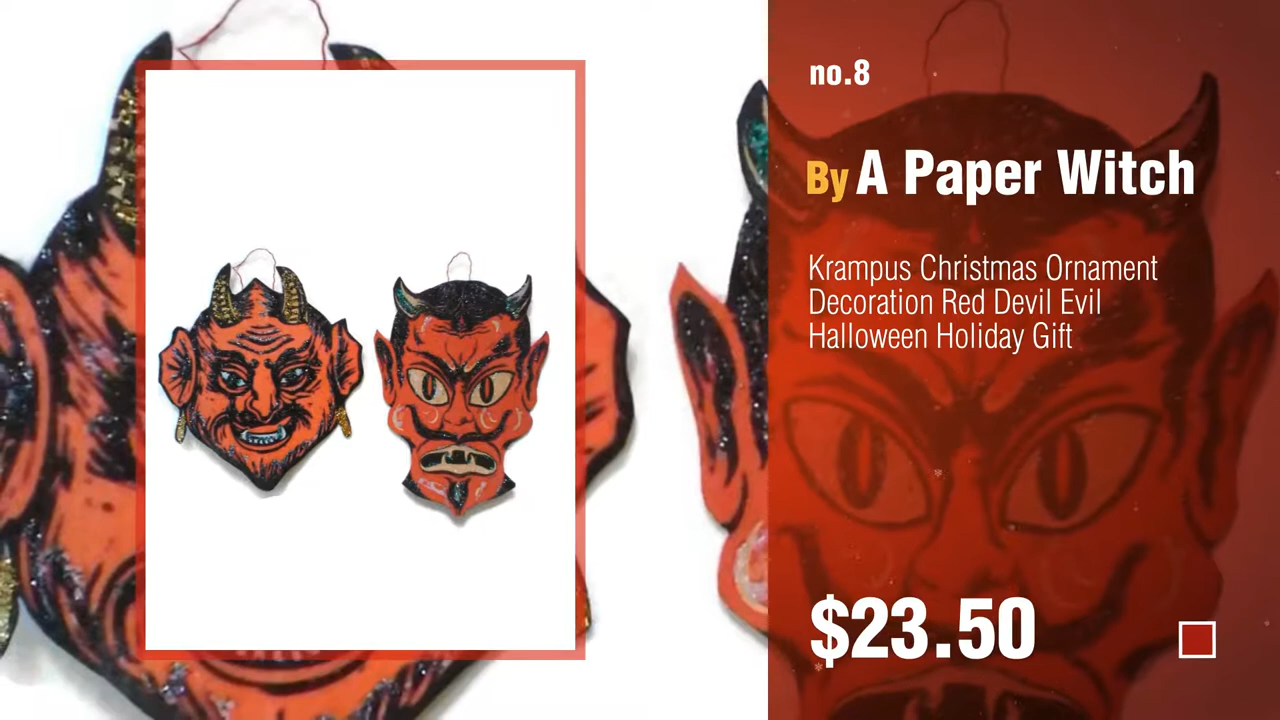 no.8
By A Paper Witch
Krampus Christmas Ornament
Decoration Red Devil Evil
Halloween Holiday Gift
$23.50